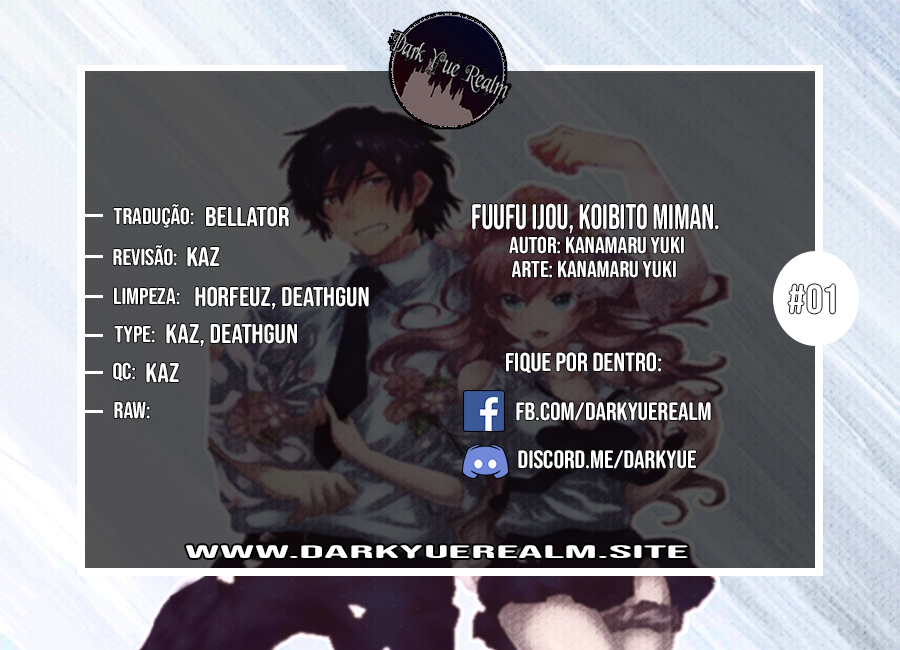 Dark Yue Realm
TRADUÇÃO: BELLATOR
REVISÃO: KAZ
LIMPEZA: HORFEUZ, DEATHGUN
TYPE: KAZ, DEATHGUN
QC: KAZ
RAW:
FUUFU IJOU, KOIBITO MIMAN.
AUTOR: KANAMARU YUKI
ARTE: KANAMARU YUKI
#01
FIQUE POR DENTRO:
FB.COM/DARKYUEREALM
DISCORD.ME/DARKYUE
WWW.DARKYUEREALM.SITE